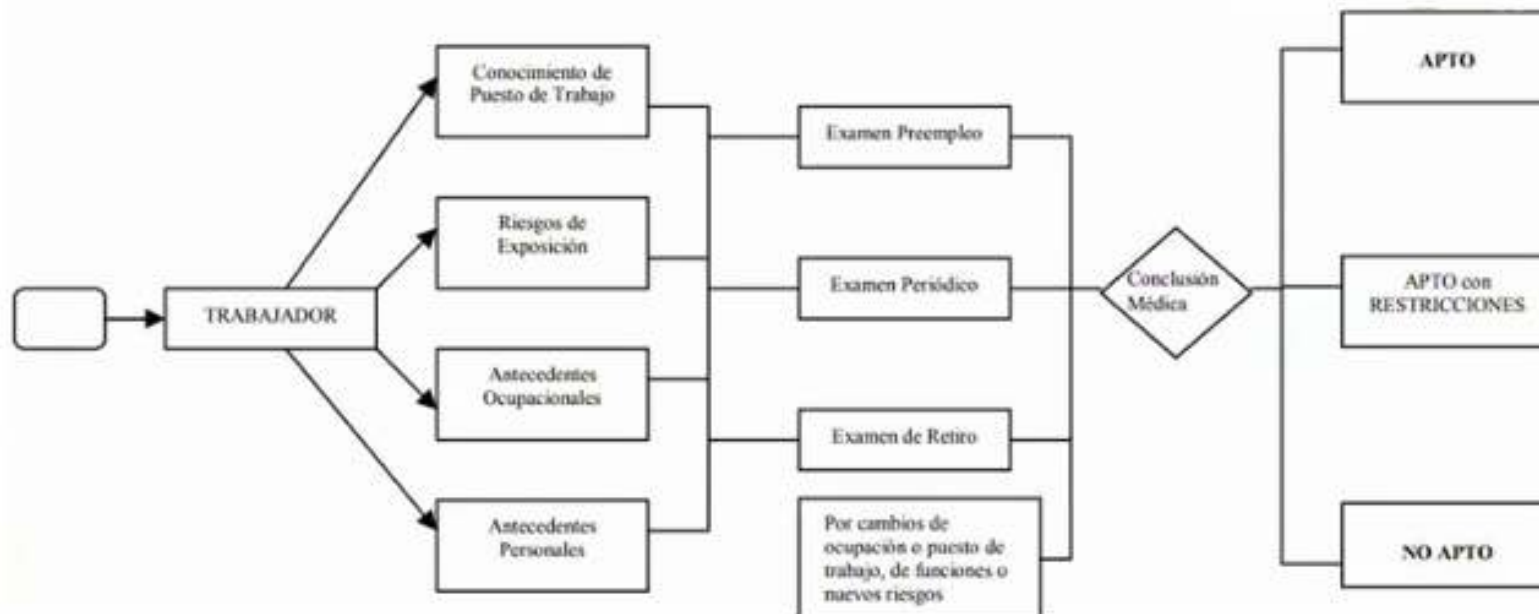 TRABAJADOR
Conocimiento de
Puesto de Trabajo
Riesgos de
Exposición
Antecedentes
Ocupacionales
Antecedentes
Personales
Examen Preempleo
Examen Periódico
Examen de Retiro
Por cambios de
ocupación o puesto de
trabajo, de funciones o
nuevos riesgos
Conclusión
Médica
APTO
APTO con
RESTRICCIONES
NO APTO